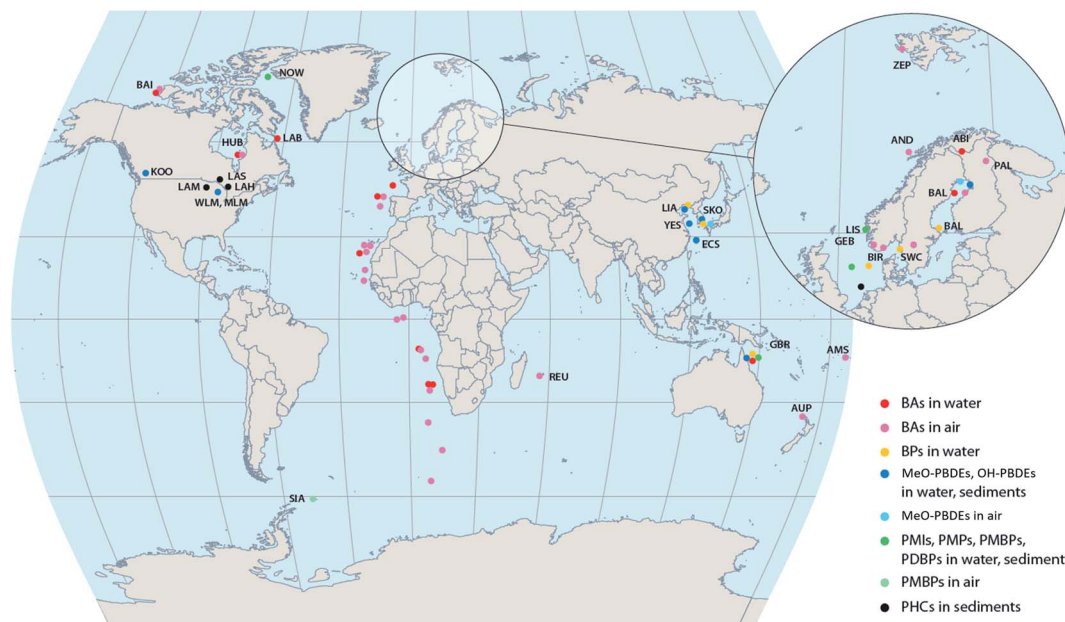 ZEP
NOW
BAI
AND
ABI
PAL
LAB
HUB
KOO
LAS
LAM
LAH
WLM, MLM
BAL
LIA
SKO
YES
LIS
BAL
GEB
ECS
BIR
SWC
GBR
AMS
REU
AUP
SIA
BAs in water
BAs in air
BPs in water
MeO-PBDEs, OH-PBDEs
in water, sediments
MeO-PBDEs in air
PMIs, PMPs, PMBPs,
PDBPs in water, sediment
PMBPs in air
PHCs in sediments